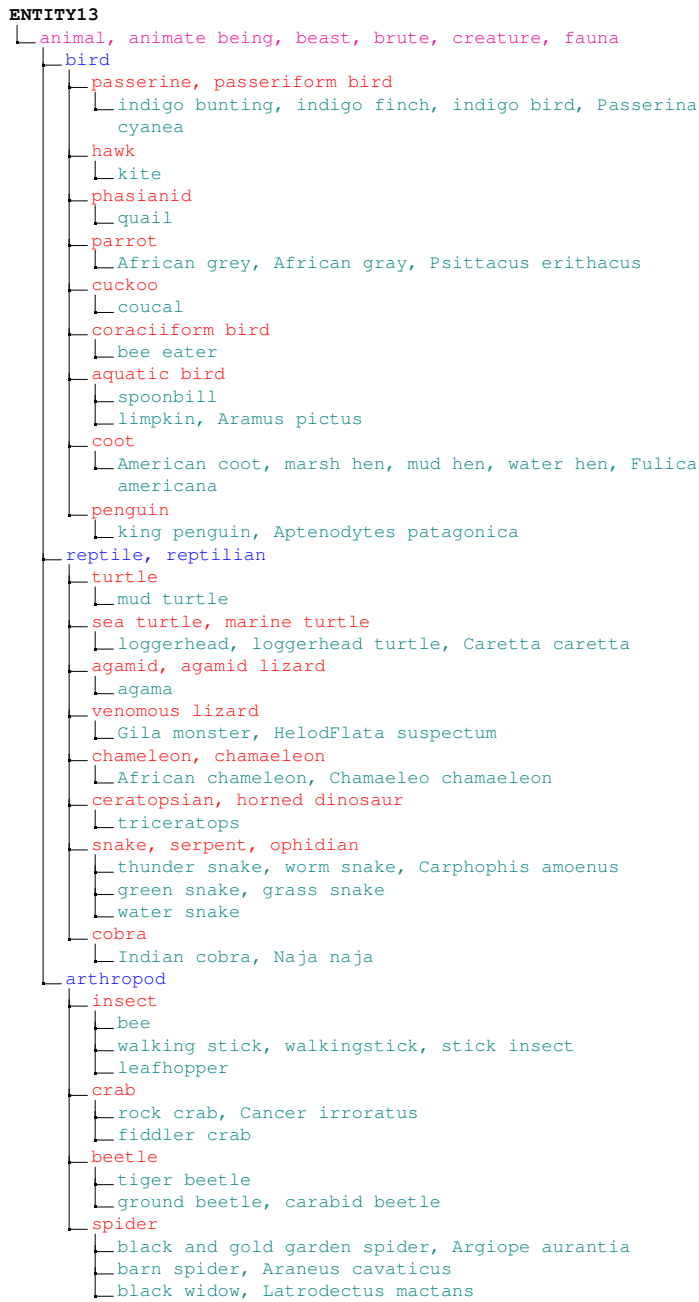 ENTITY13
animal, animate being, beast, brute, creature, fauna
bird
passerine, passeriform bird
indigo bunting, indigo finch, indigo bird, Passerina
cyanea
hawk
kite
phasianid
quail
parrot
African grey, African gray, Psittacus erithacus
cuckoo
coucal
coraciiform bird
bee eater
aquatic bird
spoonbill
limpkin, Aramus pictus
coot
American coot, marsh hen, mud hen, water hen, Fulica
americana
penguin
king penguin, Aptenodytes patagonica
reptile, reptilian
turtle
mud turtle
sea turtle, marine turtle
loggerhead, loggerhead turtle, Caretta caretta
agamid, agamid lizard
agama
venomous lizard
Gila monster, HelodFlata suspectum
chameleon, chamaeleon
African chameleon, Chamaeleo chamaeleon
ceratopsian, horned dinosaur
triceratops
snake, serpent, ophidian
thunder snake, worm snake, Carphophis amoenus
green snake, grass snake
water snake
cobra
Indian cobra, Naja naja
arthropod
insect
bee
walking stick, walkingstick, stick insect
leafhopper
crab
rock crab, Cancer irroratus
fiddler crab
beetle
tiger beetle
ground beetle, carabid beetle
spider
black and gold garden spider, Argiope aurantia
barn spider, Araneus cavaticus
black widow, Latrodectus mactans